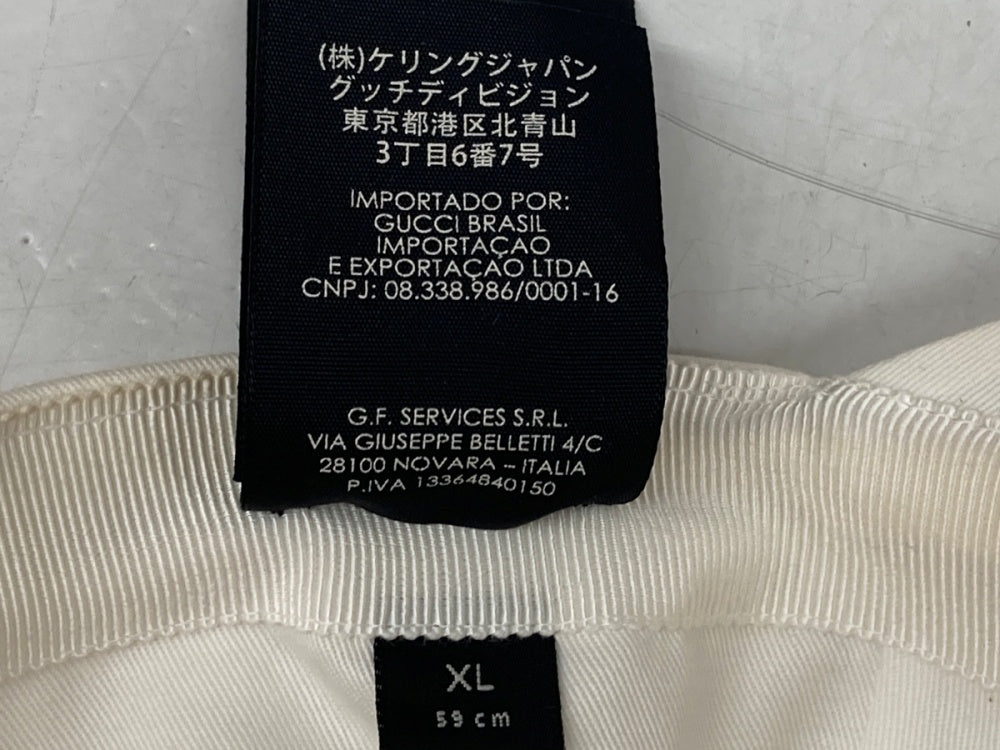 (株)ケリングジャパン
グッチディビジョン
東京都港区北青山
3丁目6番7号
IMPORTADO POR:
GUCCI BRASIL
IMPORTAÇAO
E EXPORTAÇAO LTDA
CNPJ: 08.338.986/0001-16
G.F. SERVICES S.R.L.
VIA GIUSEPPE BELLETTI 4/C
28100 NOVARA – ITALIA
P.IVA 13364840150
XL
59 cm